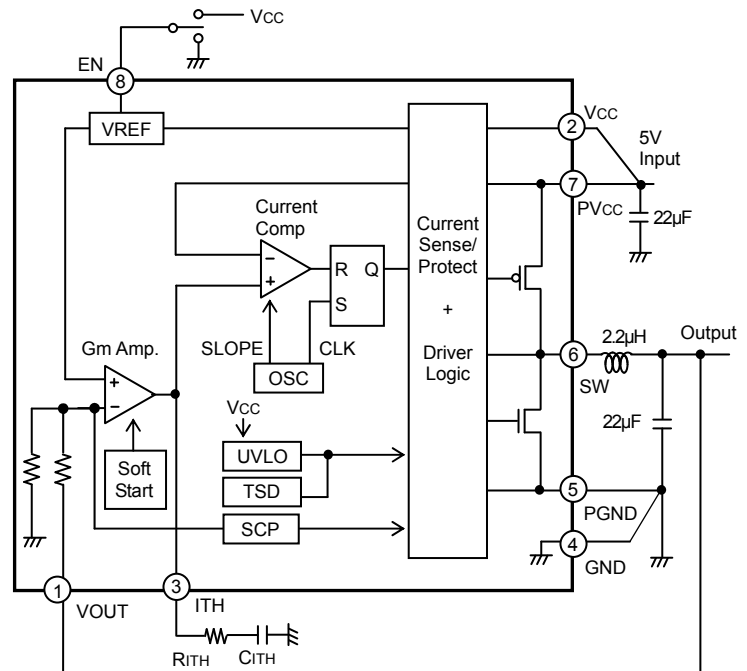 VCC
EN
8
VREF
VCC
2
5V
Input
7
PVCC
22µF
Current
Comp
Current
Sense/
Protect
+
Driver
Logic
−
+
R
Q
S
SLOPE
CLK
OSC
Gm Amp.
+
−
2.2µH
Output
6
SW
22µF
VCC
UVLO
TSD
SCP
Soft
Start
5
PGND
4
GND
1
VOUT
3
ITH
RITH
CITH